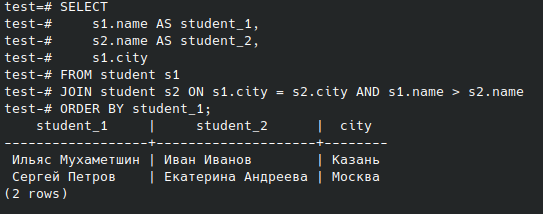 test=# SELECT
test-#     s1.name AS student_1,
test-#     s2.name AS student_2,
test-#     s1.city
test-# FROM student s1
test-# JOIN student s2 ON s1.city = s2.city AND s1.name > s2.name
test-# ORDER BY student_1;
    student_1     |     student_2      |  city
------------------+--------------------+--------
 Ильяс Мухаметшин | Иван Иванов        | Казань
 Сергей Петров    | Екатерина Андреева | Москва
(2 rows)